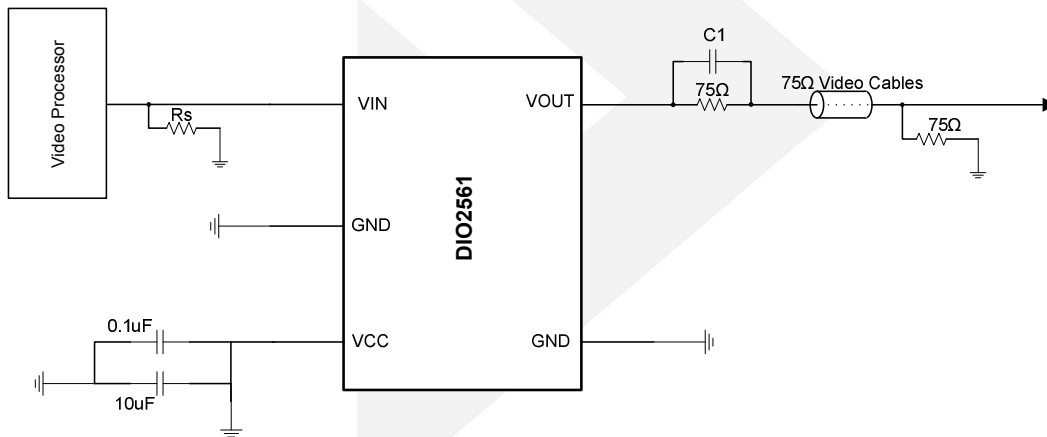 Video Processor
Rs
VIN
GND
VCC
0.1uF
10uF
DIO2561
VOUT
GND
C1
75Ω
75Ω Video Cables
75Ω